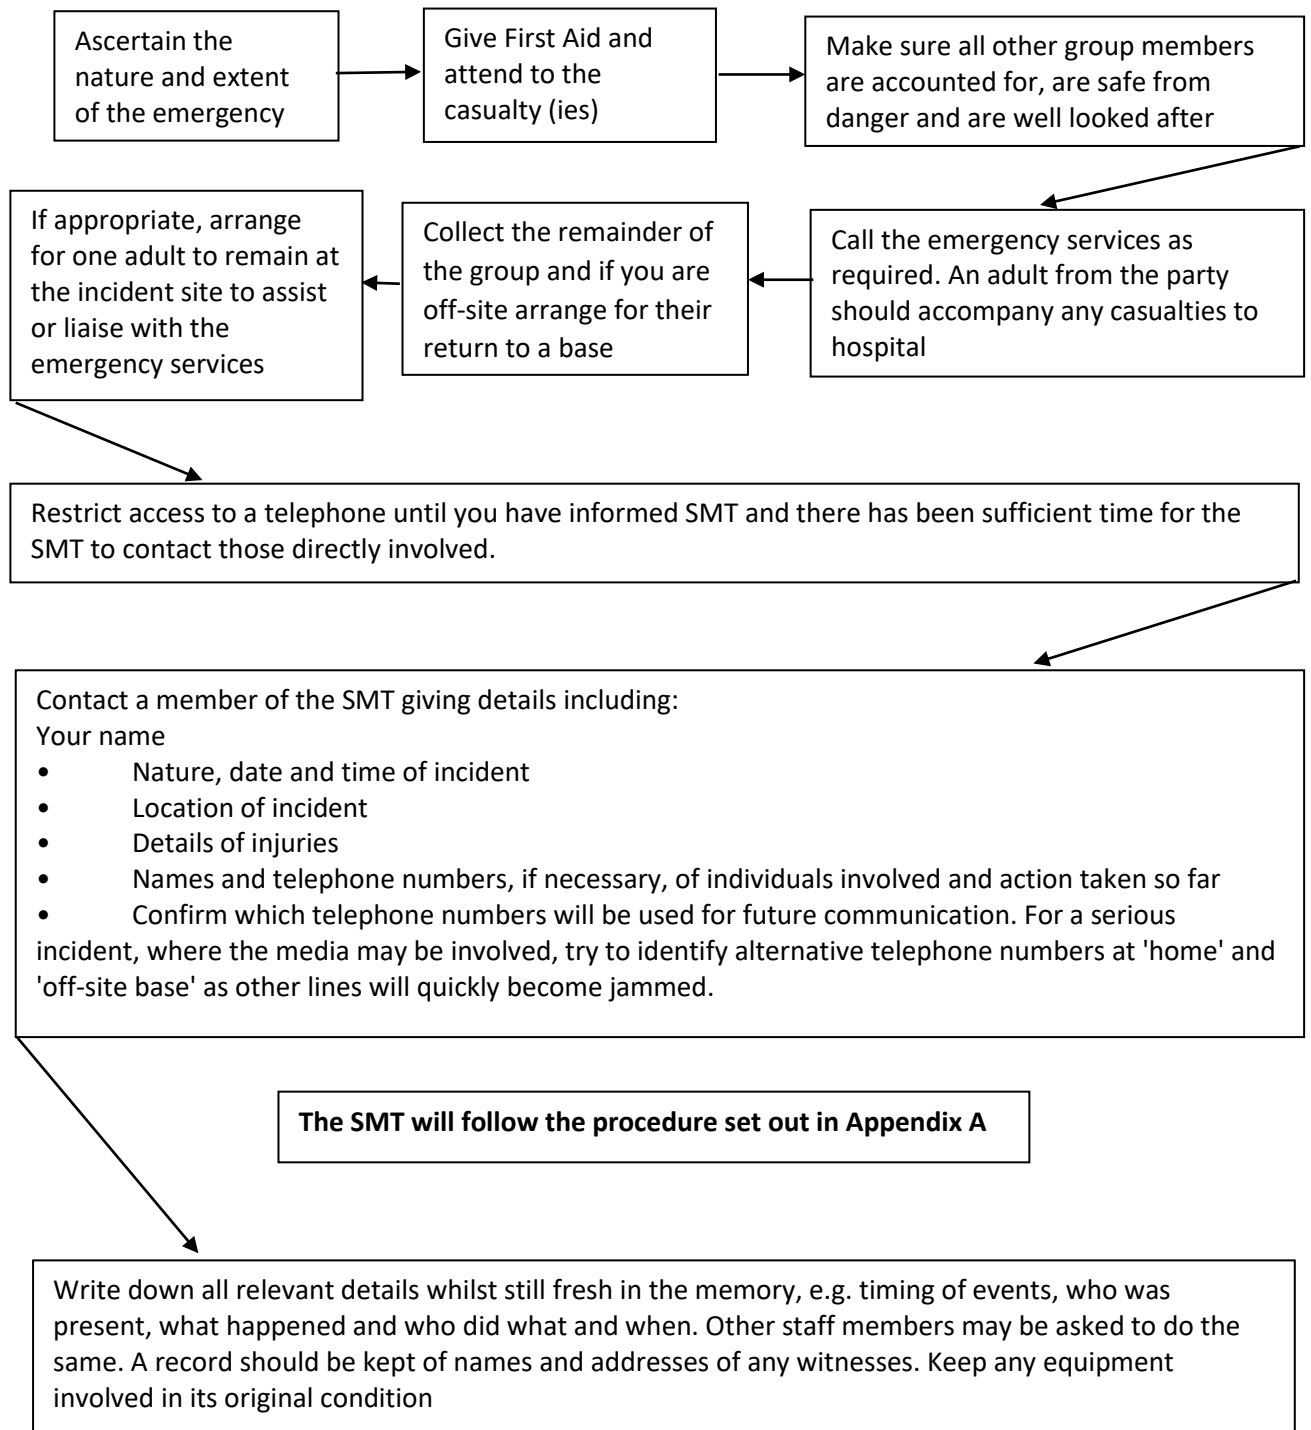 Ascertain the
nature and extent
of the emergency
Give First Aid and
attend to the
casualty (ies)
Make sure all other group members
are accounted for, are safe from
danger and are well looked after
Call the emergency services as
required. An adult from the party
should accompany any casualties to
hospital
Collect the remainder of
the group and if you are
off-site arrange for their
return to a base
If appropriate, arrange
for one adult to remain at
the incident site to assist
or liaise with the
emergency services
Restrict access to a telephone until you have informed SMT and there has been sufficient time for the
SMT to contact those directly involved.
Contact a member of the SMT giving details including:
Your name
• Nature, date and time of incident
• Location of incident
• Details of injuries
• Names and telephone numbers, if necessary, of individuals involved and action taken so far
• Confirm which telephone numbers will be used for future communication. For a serious
incident, where the media may be involved, try to identify alternative telephone numbers at 'home' and
'off-site base' as other lines will quickly become jammed.
The SMT will follow the procedure set out in Appendix A
Write down all relevant details whilst still fresh in the memory, e.g. timing of events, who was
present, what happened and who did what and when. Other staff members may be asked to do the
same. A record should be kept of names and addresses of any witnesses. Keep any equipment
involved in its original condition